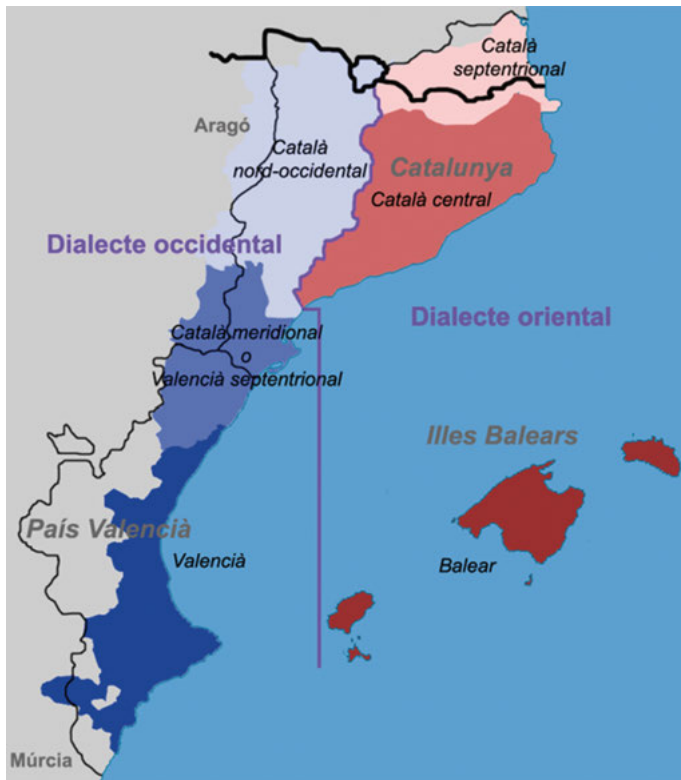 Català
septentrional
Aragó
Català
nord-occidental
Catalunya
Català central
Dialecte occidental
Dialecte oriental
Català meridional
o
Valencià septentrional
Illes Balears
País Valencià
Valencià
Balear
Múrcia